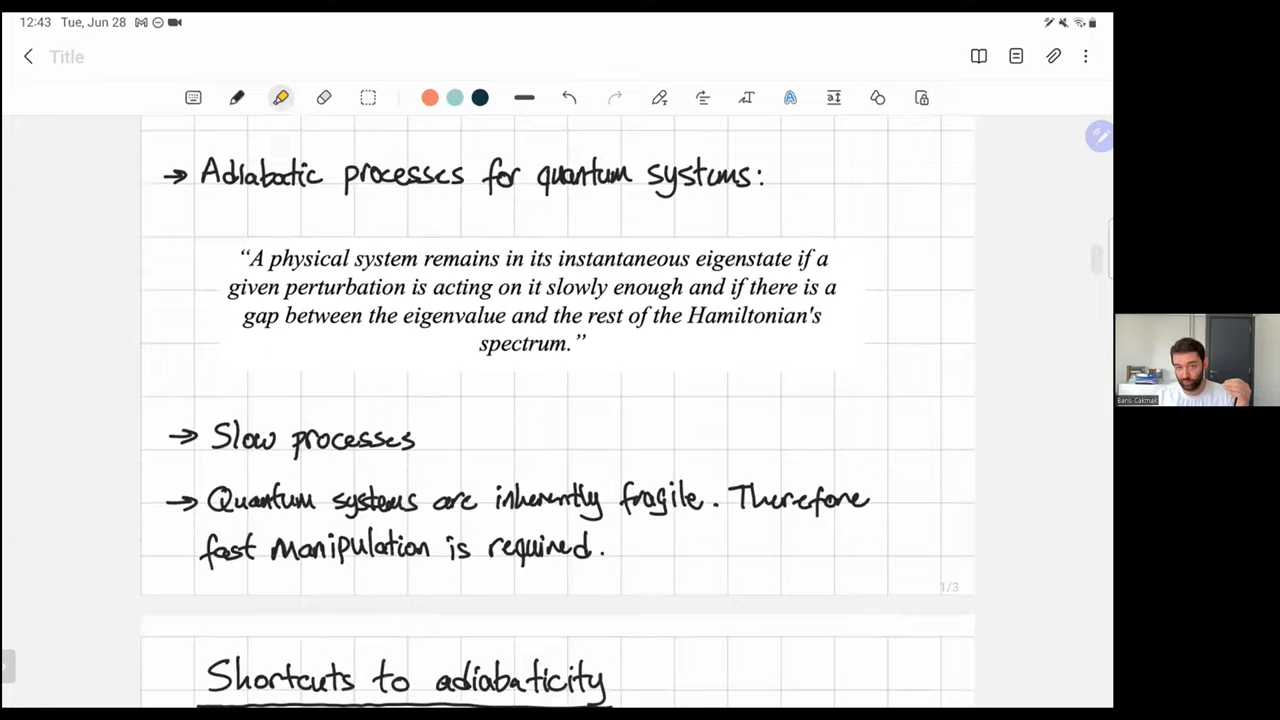 12:43 Tue, Jun 28
Title
→ Adiabatic processes for quantum systems:
“A physical system remains in its instantaneous eigenstate if a
given perturbation is acting on it slowly enough and if there is a
gap between the eigenvalue and the rest of the Hamiltonian's
spectrum.”
→ Slow processes
→ Quantum systems are inherently fragile. Therefore
fast manipulation is required.
1/3
Shortcuts to adiabaticity
Baris Cakmak